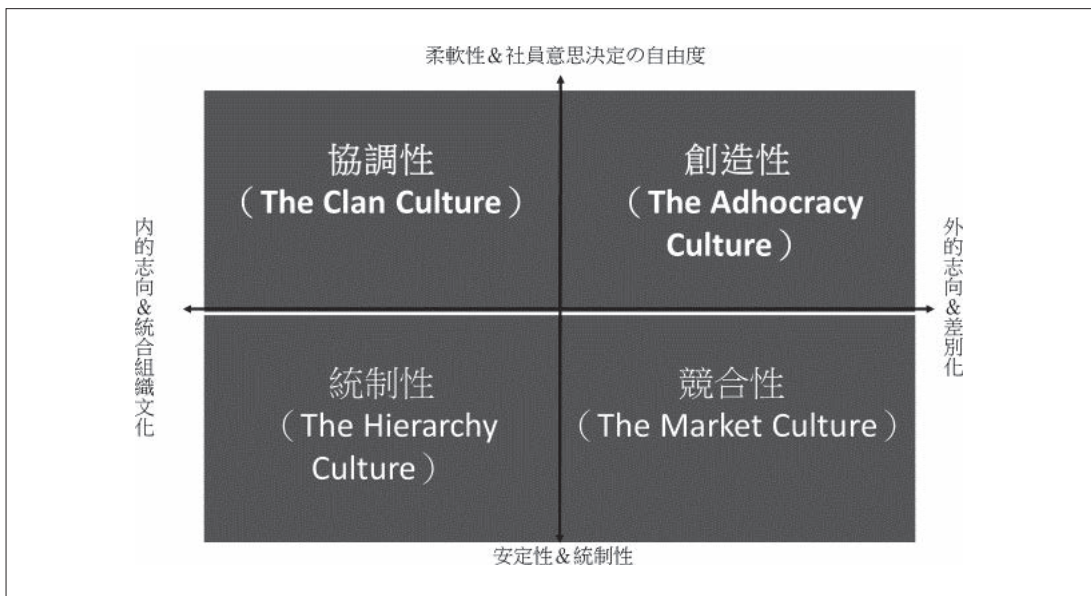 柔軟性＆社員意思決定の自由度
協調性
（The Clan Culture）
創造性
（The Adhocracy
Culture）
内的志向＆統合組織文化
外的志向＆差別化
統制性
（The Hierarchy
Culture）
競合性
（The Market Culture）
安定性＆統制性